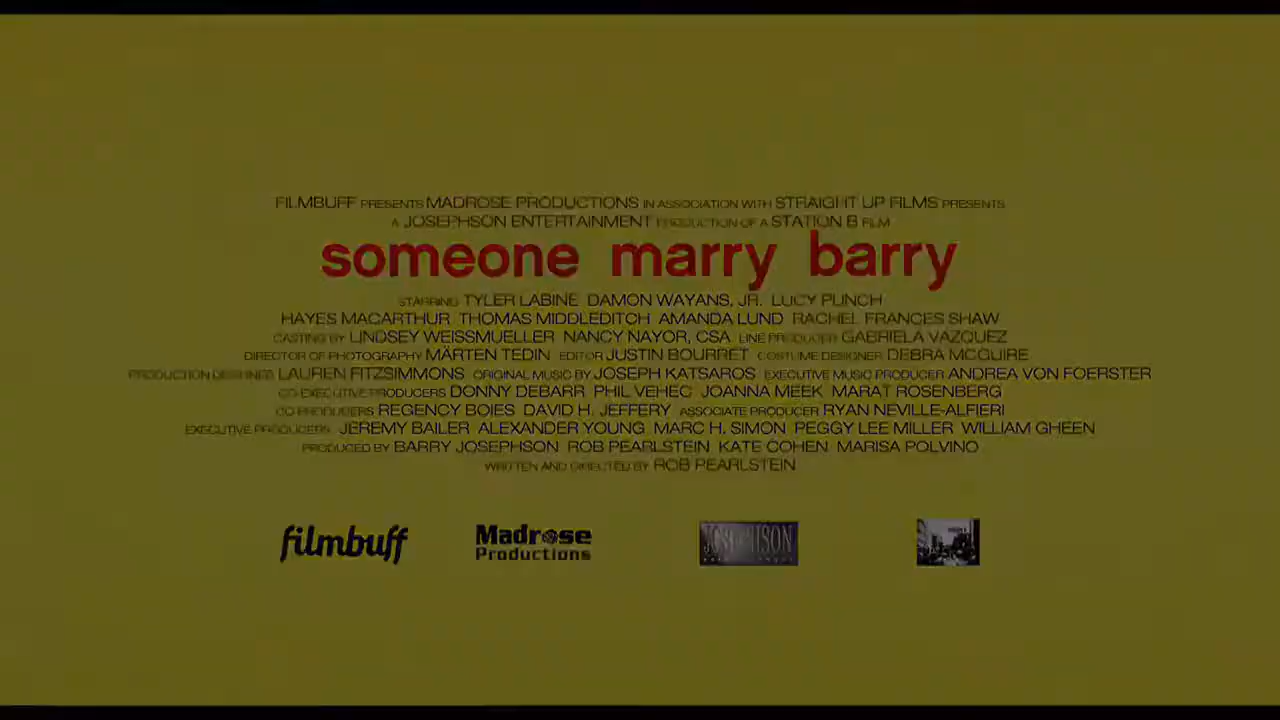 FILMBUFF PRESENTS MADROSE PRODUCTIONS IN ASSOCIATION WITH STRAIGHT UP FILMS PRESENTS
A JOSEPHSON ENTERTAINMENT PRODUCTION OF A STATION B FILM
someone marry barry
STARRING TYLER LABINE DAMON WAYANS, JR. LUCY PUNCH
HAYES MACARTHUR THOMAS MIDDLEDITCH AMANDA LUND RACHEL FRANCES SHAW
CASTING BY LINDSEY WEISSMUELLER NANCY NAYOR, CSA LINE PRODUCER GABRIELA VAZQUEZ
DIRECTOR OF PHOTOGRAPHY MÄRTEN TEDIN EDITOR JUSTIN BOURRET COSTUME DESIGNER DEBRA MCGUIRE
PRODUCTION DESIGNER LAUREN FITZSIMMONS ORIGINAL MUSIC BY JOSEPH KATSAROS EXECUTIVE MUSIC PRODUCER ANDREA VON FOERSTER
CO-EXECUTIVE PRODUCERS DONNY DEBARR PHIL VEHEC JOANNA MEEK MARAT ROSENBERG
CO-PRODUCERS REGENCY BOIES DAVID H. JEFFERY ASSOCIATE PRODUCER RYAN NEVILLE-ALFIERI
EXECUTIVE PRODUCERS JEREMY BAILER ALEXANDER YOUNG MARC H. SIMON PEGGY LEE MILLER WILLIAM GHEEN
PRODUCED BY BARRY JOSEPHSON ROB PEARLSTEIN KATE COHEN MARISA POLVINO
WRITTEN AND DIRECTED BY ROB PEARLSTEIN
filmbuff
Madrose
Productions
JOSEPHSON